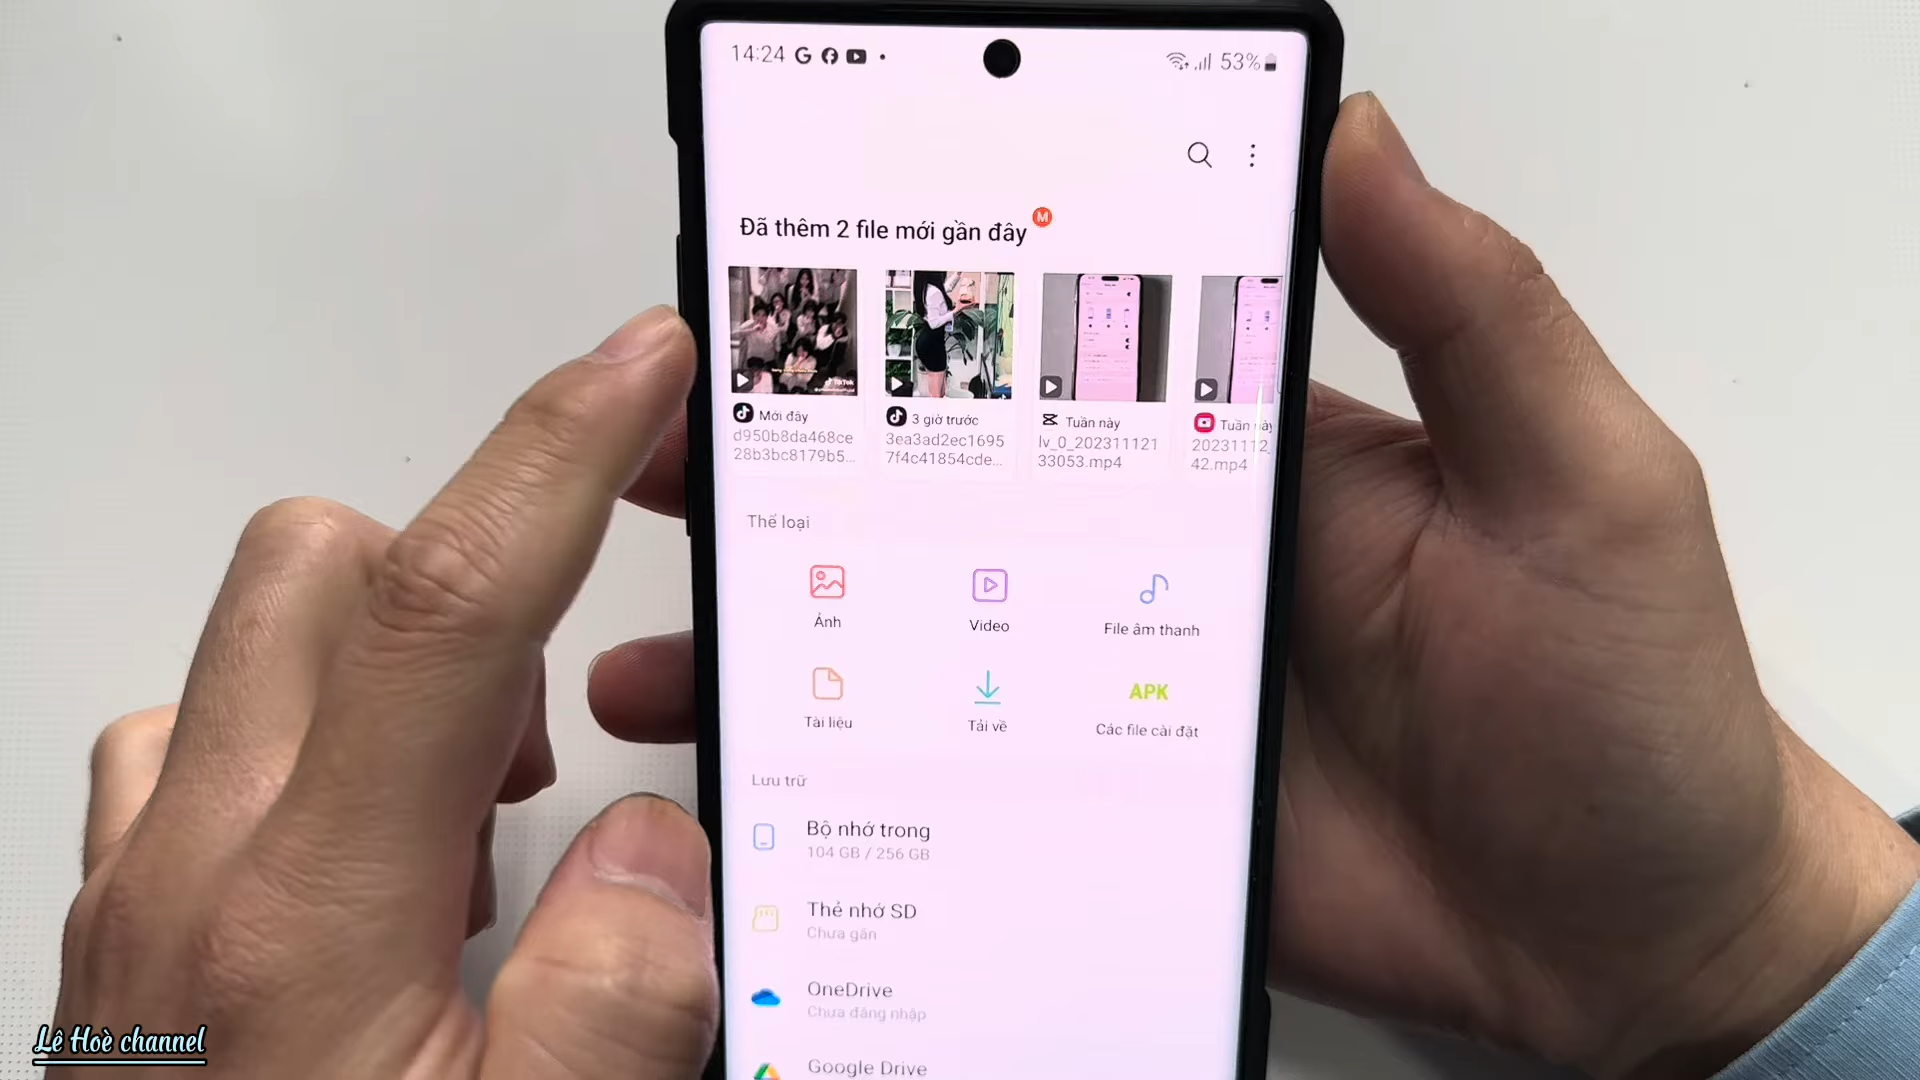 14:24
53%
Đã thêm 2 file mới gần đây
M
Mới đây
d950b8da468ce
28b3bc8179b5...
3 giờ trước
3ea3ad2ec1695
7f4c41854cde...
Tuần này
lv_0_202311121
33053.mp4
Tuần này
20231112_
42.mp4
TikTok
Thể loại
Ảnh
Video
File âm thanh
Tài liệu
Tải về
APK
Các file cài đặt
Lưu trữ
Bộ nhớ trong
104 GB / 256 GB
Thẻ nhớ SD
Chưa gắn
OneDrive
Chưa đăng nhập
Google Drive
Lê Hoè channel